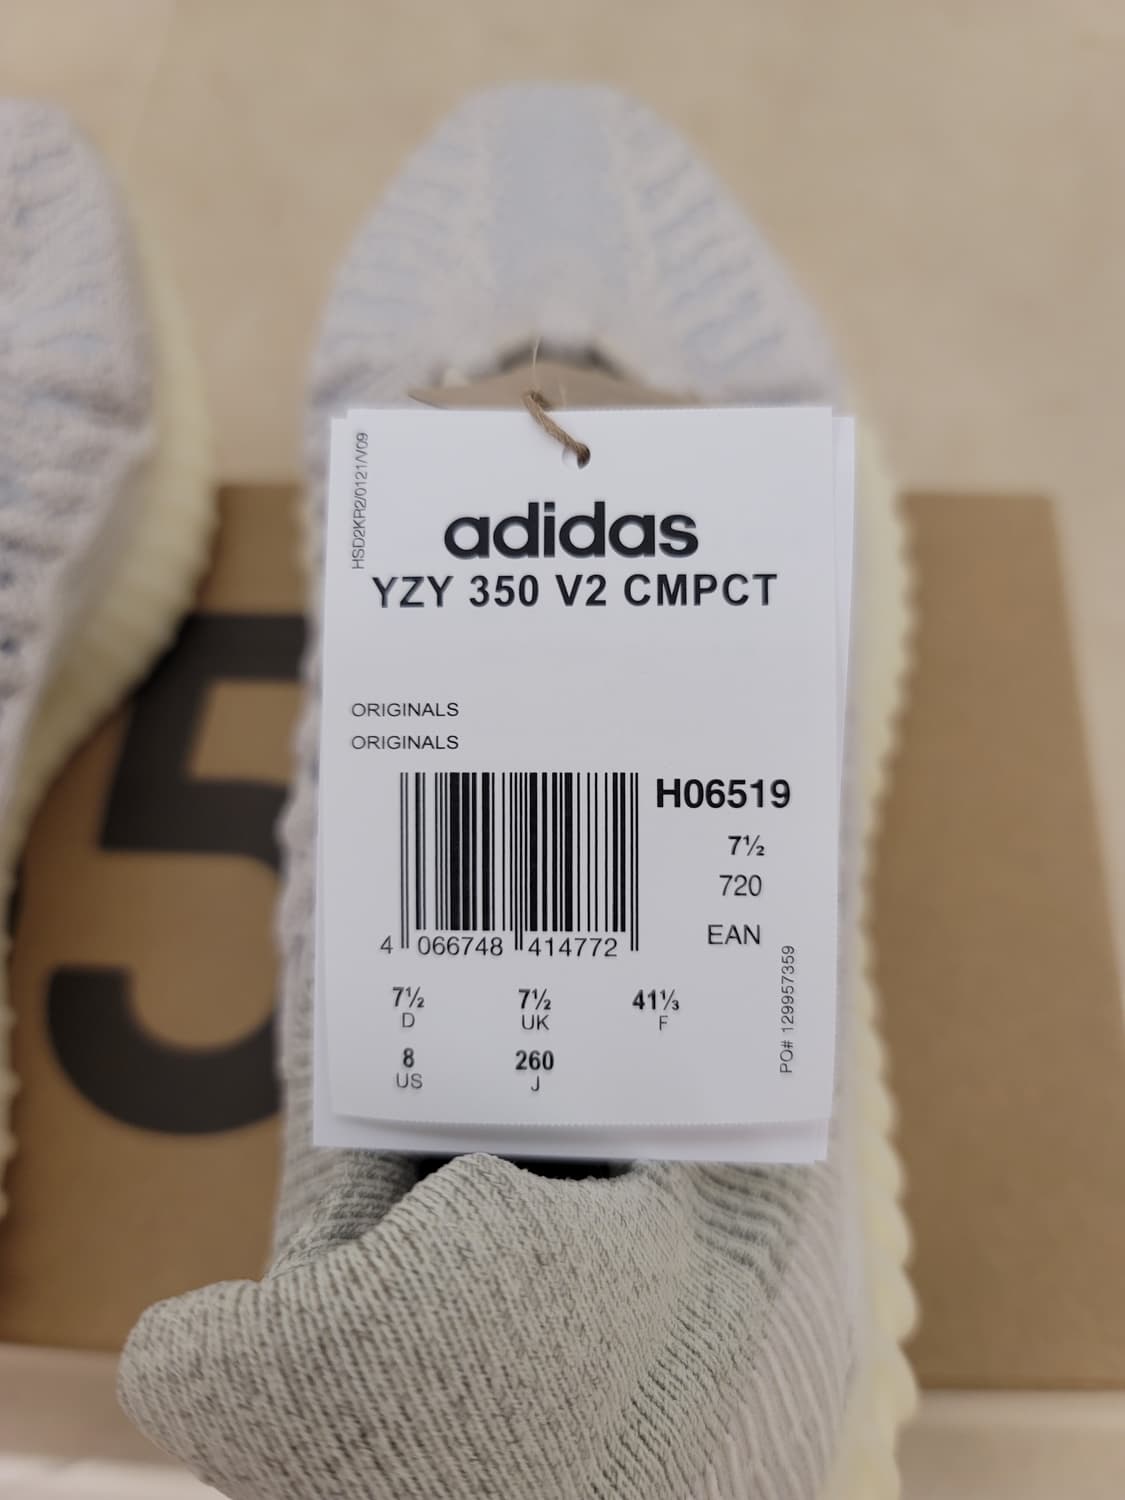 HSD2KR2/0121/V09
adidas
YZY 350 V2 CMPCT
ORIGINALS
ORIGINALS
H06519
7½
720
EAN
4 066748 414772
PO# 129957359
7½ 7½ 41⅓
D UK F
8 260
US J
5